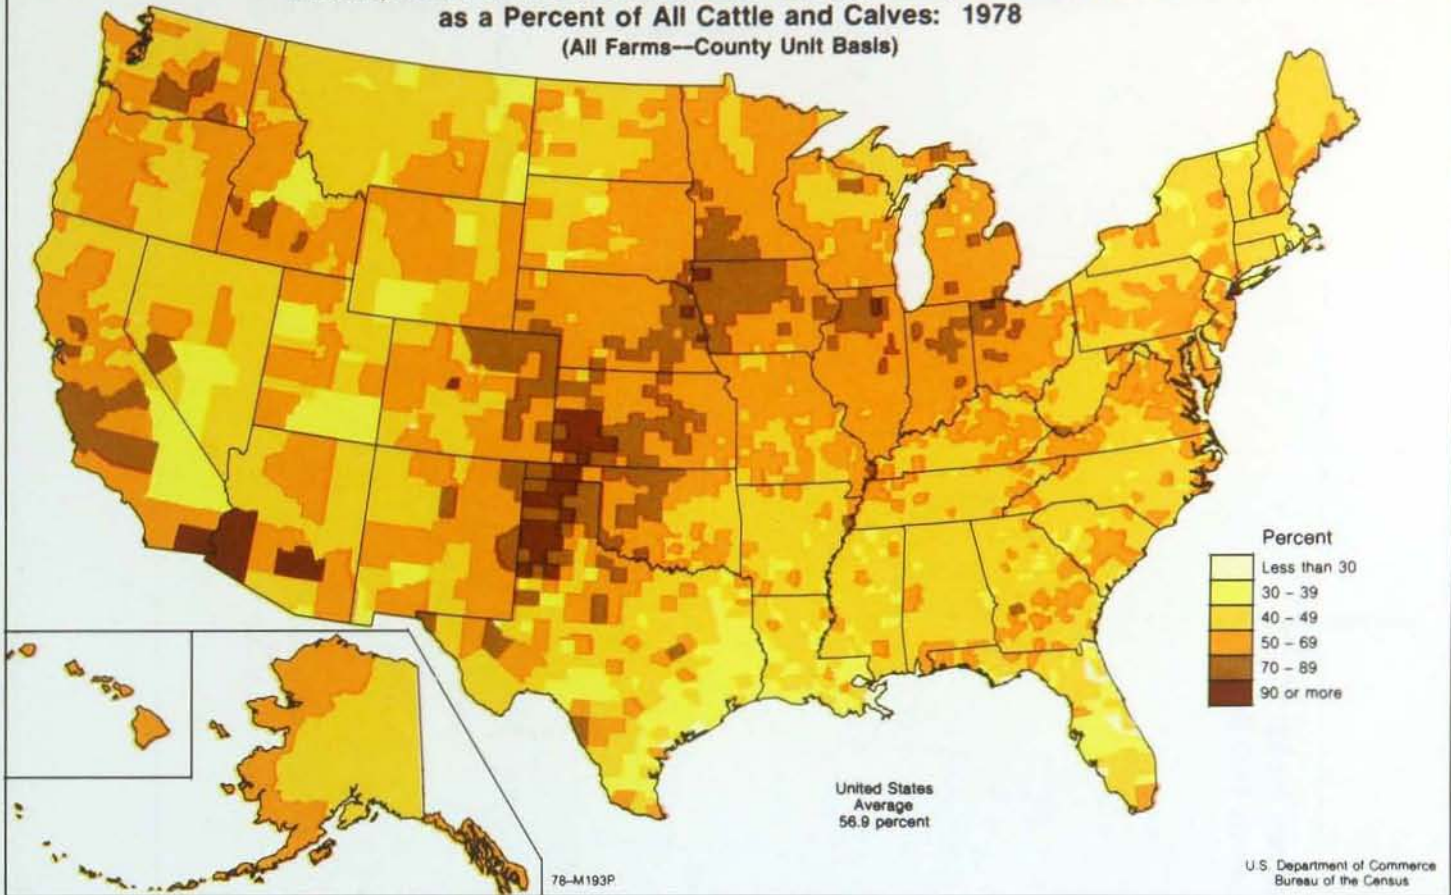 as a Percent of All Cattle and Calves: 1978
(All Farms—County Unit Basis)
Percent
Less than 30
30 – 39
40 – 49
50 – 69
70 – 89
90 or more
United States
Average
56.9 percent
78–M193P
U.S. Department of Commerce
Bureau of the Census